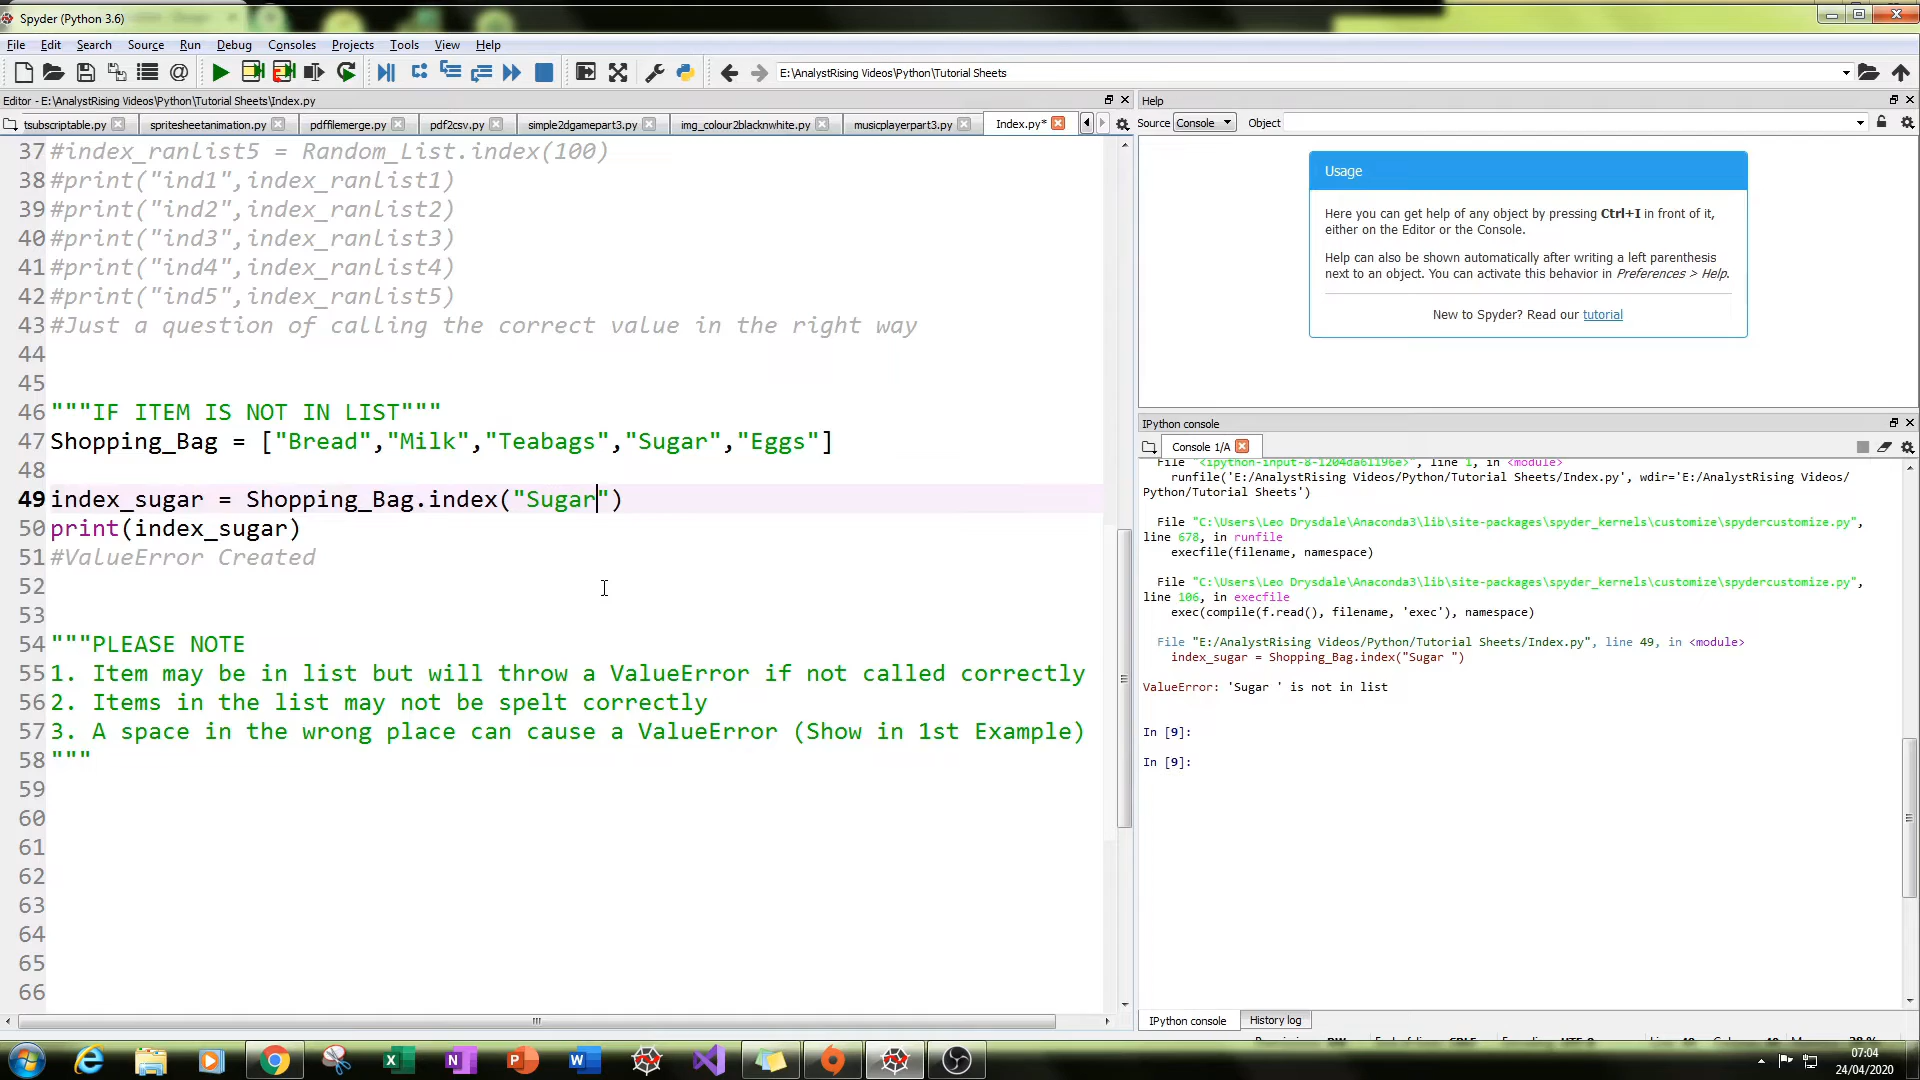 Spyder (Python 3.6)
File Edit Search Source Run Debug Consoles Projects Tools View Help
E:\AnalystRising Videos\Python\Tutorial Sheets
Editor - E:\AnalystRising Videos\Python\Tutorial Sheets\Index.py
tsubscriptable.py spritesheetanimation.py pdffilemerge.py pdf2csv.py simple2dgamepart3.py img_colour2blacknwhite.py musicplayerpart3.py Index.py*
37 #index_ranlist5 = Random_List.index(100)
38 #print("ind1",index_ranlist1)
39 #print("ind2",index_ranlist2)
40 #print("ind3",index_ranlist3)
41 #print("ind4",index_ranlist4)
42 #print("ind5",index_ranlist5)
43 #Just a question of calling the correct value in the right way
44
45
46 """IF ITEM IS NOT IN LIST"""
47 Shopping_Bag = ["Bread","Milk","Teabags","Sugar","Eggs"]
48
49 index_sugar = Shopping_Bag.index("Sugar")
50 print(index_sugar)
51 #ValueError Created
52
53
54 """PLEASE NOTE
55 1. Item may be in list but will throw a ValueError if not called correctly
56 2. Items in the list may not be spelt correctly
57 3. A space in the wrong place can cause a ValueError (Show in 1st Example)
58 """
59
60
61
62
63
64
65
66
Help
Source Console Object
Usage
Here you can get help of any object by pressing Ctrl+I in front of it,
either on the Editor or the Console.
Help can also be shown automatically after writing a left parenthesis
next to an object. You can activate this behavior in Preferences > Help.
New to Spyder? Read our tutorial
IPython console
Console 1/A
File "<ipython-input-8-1204da61196e>", line 1, in <module>
runfile('E:/AnalystRising Videos/Python/Tutorial Sheets/Index.py', wdir='E:/AnalystRising Videos/
Python/Tutorial Sheets')
File "C:\Users\Leo Drysdale\Anaconda3\lib\site-packages\spyder_kernels\customize\spydercustomize.py",
line 678, in runfile
execfile(filename, namespace)
File "C:\Users\Leo Drysdale\Anaconda3\lib\site-packages\spyder_kernels\customize\spydercustomize.py",
line 106, in execfile
exec(compile(f.read(), filename, 'exec'), namespace)
File "E:/AnalystRising Videos/Python/Tutorial Sheets/Index.py", line 49, in <module>
index_sugar = Shopping_Bag.index("Sugar ")
ValueError: 'Sugar ' is not in list
In [9]:
In [9]:
IPython console History log
07:04
24/04/2020